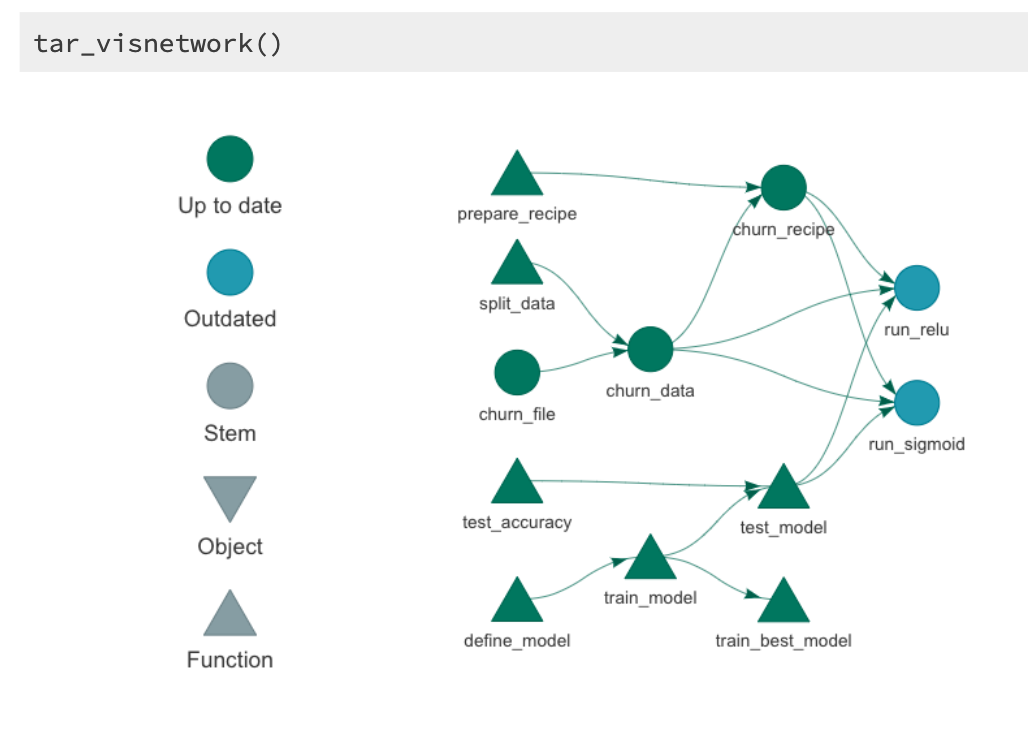 tar_visnetwork()
Up to date
Outdated
Stem
Object
Function
prepare_recipe
churn_recipe
split_data
run_relu
churn_data
churn_file
run_sigmoid
test_accuracy
test_model
train_model
define_model
train_best_model